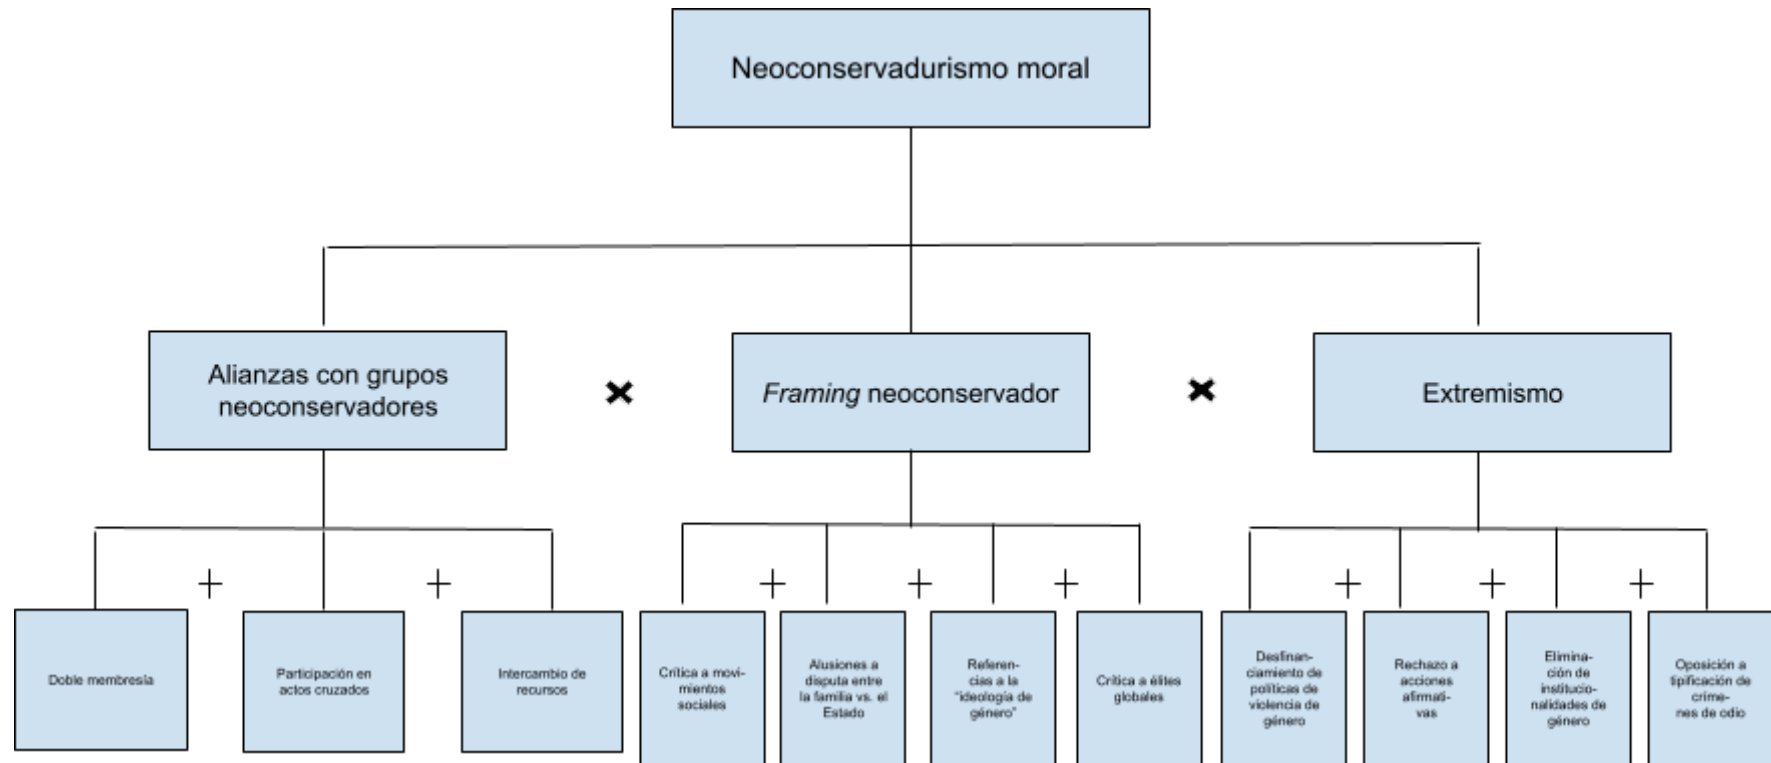 Neoconservadurismo moral
Alianzas con grupos
neoconservadores
Framing neoconservador
Extremismo
Doble membresía
Participación en
actos cruzados
Intercambio de
recursos
Crítica a movi-
mientos
sociales
Alusiones a
disputa entre
la familia vs. el
Estado
Referen-
cias a la
"ideología de
género"
Crítica a élites
globales
Desfinan-
ciamiento de
políticas de
violencia de
género
Rechazo a
acciones
afirmati-
vas
Elimina-
ción de
institucio-
nalidades de
género
Oposición a
tipificación de
críme-
nes de odio